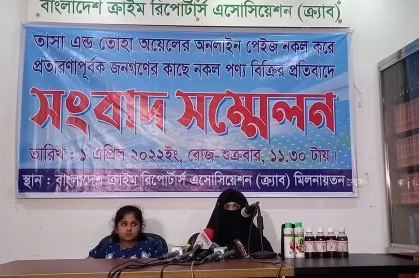 বাংলাদেশ ক্রাইম রিপোর্টার্স এসোসিয়েশন (ক্র্যাব)
তাসা এন্ড তোহা অয়েলের অনলাইন পেইজ নকল করে
প্রতারণাপূর্বক জনগণের কাছে নকল পণ্য বিক্রির প্রতিবাদে
সংবাদ সম্মেলন
তারিখ : ১ এপ্রিল ২০২২ইং, রোজ-শুক্রবার, ১১.৩০ টায়।
স্থান : বাংলাদেশ ক্রাইম রিপোর্টার্স এসোসিয়েশন (ক্র্যাব) মিলনায়তন